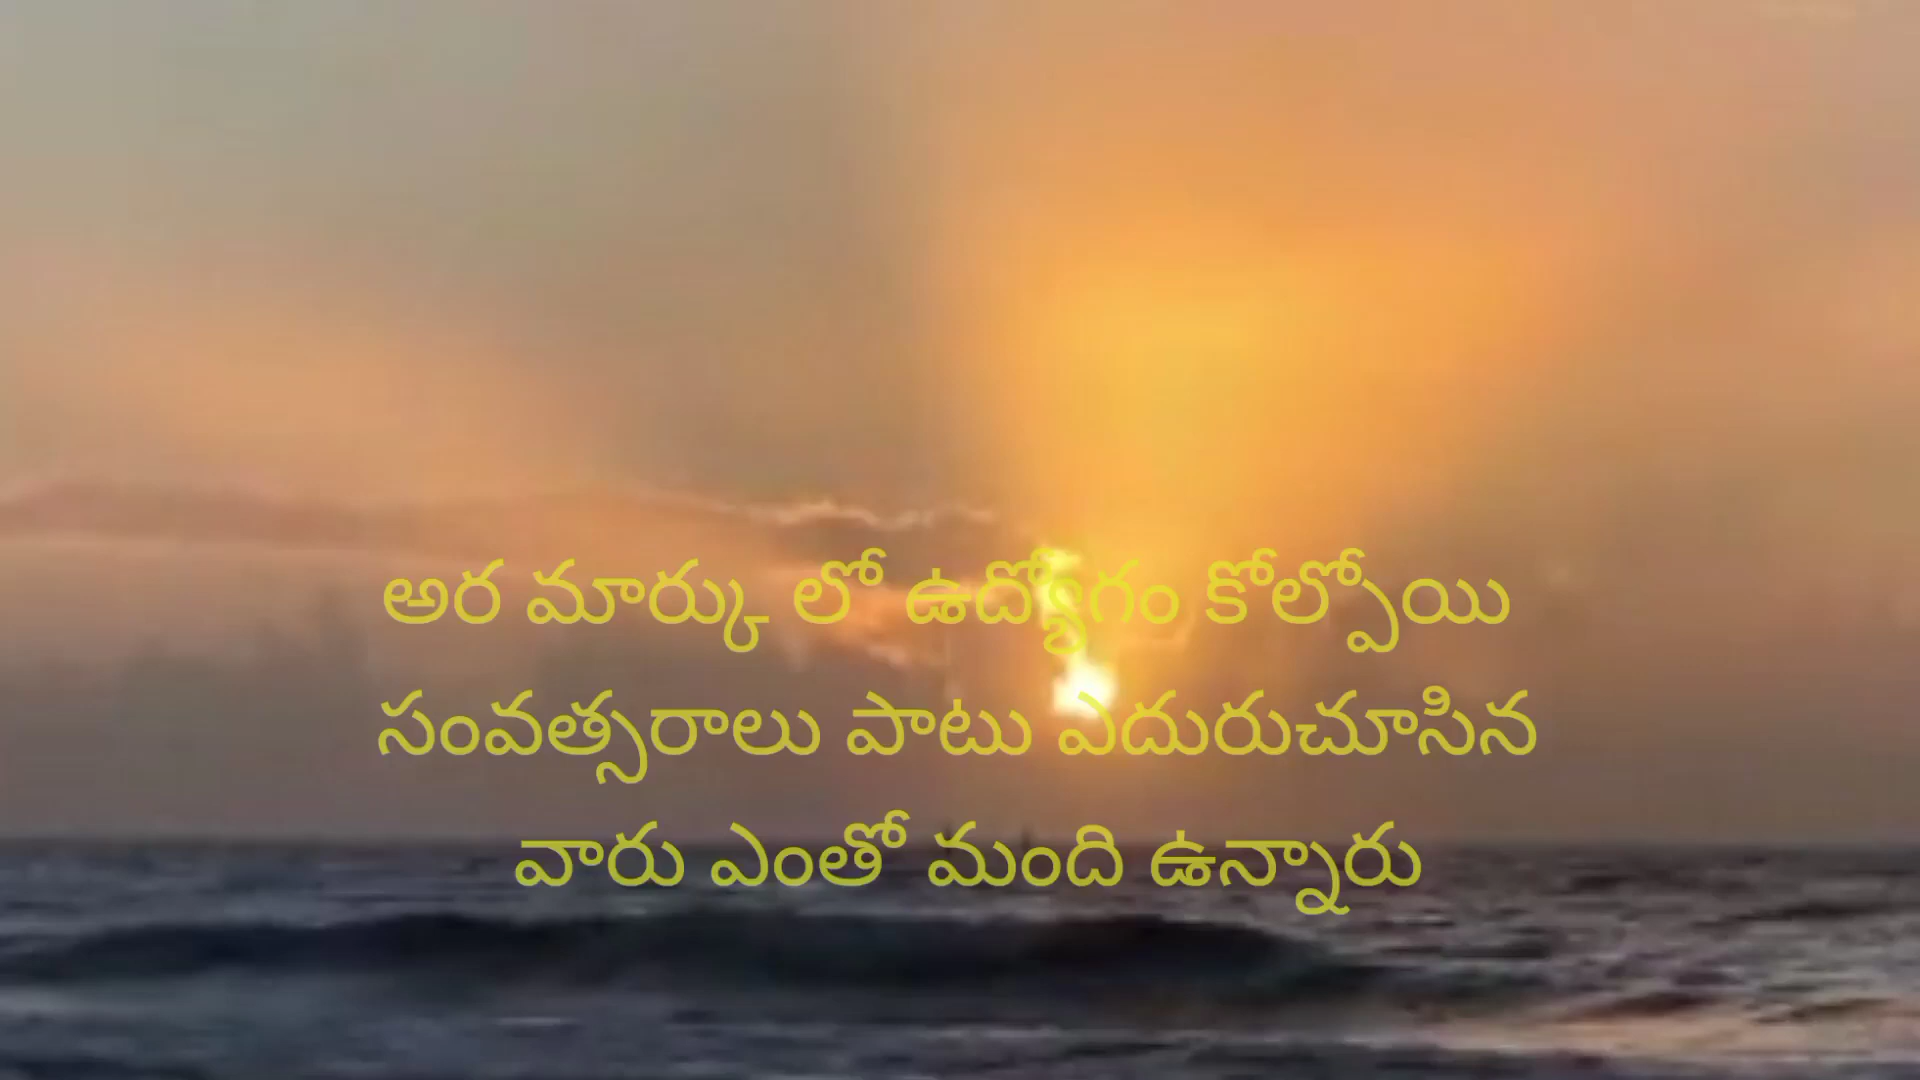 అర మార్కు లో ఉద్యోగం కోల్పోయి
సంవత్సరాలు పాటు ఎదురుచూసిన
వారు ఎంతో మంది ఉన్నారు